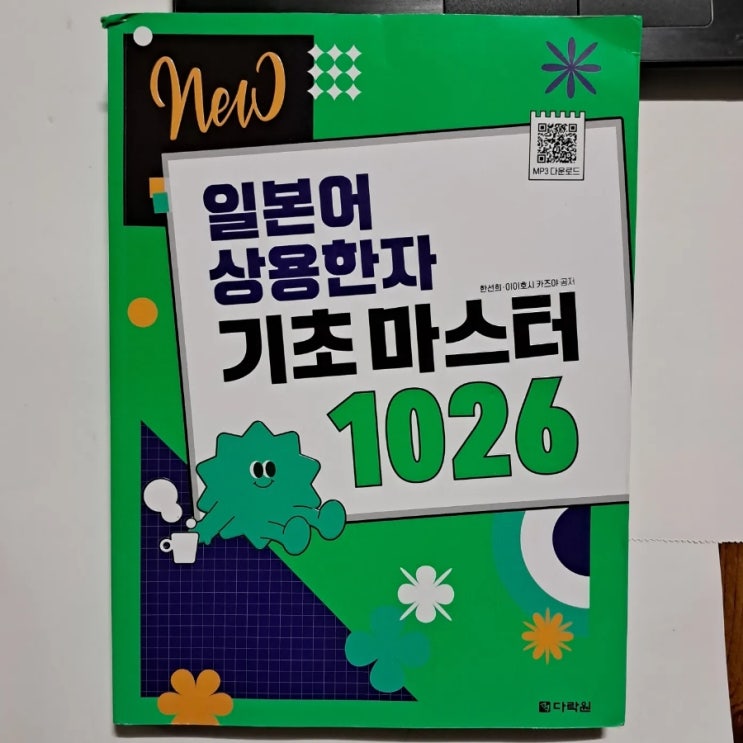 New
MP3 다운로드
일본어
상용한자
한선희·이이호시 카즈야 공저
기초 마스터
1026
다락원